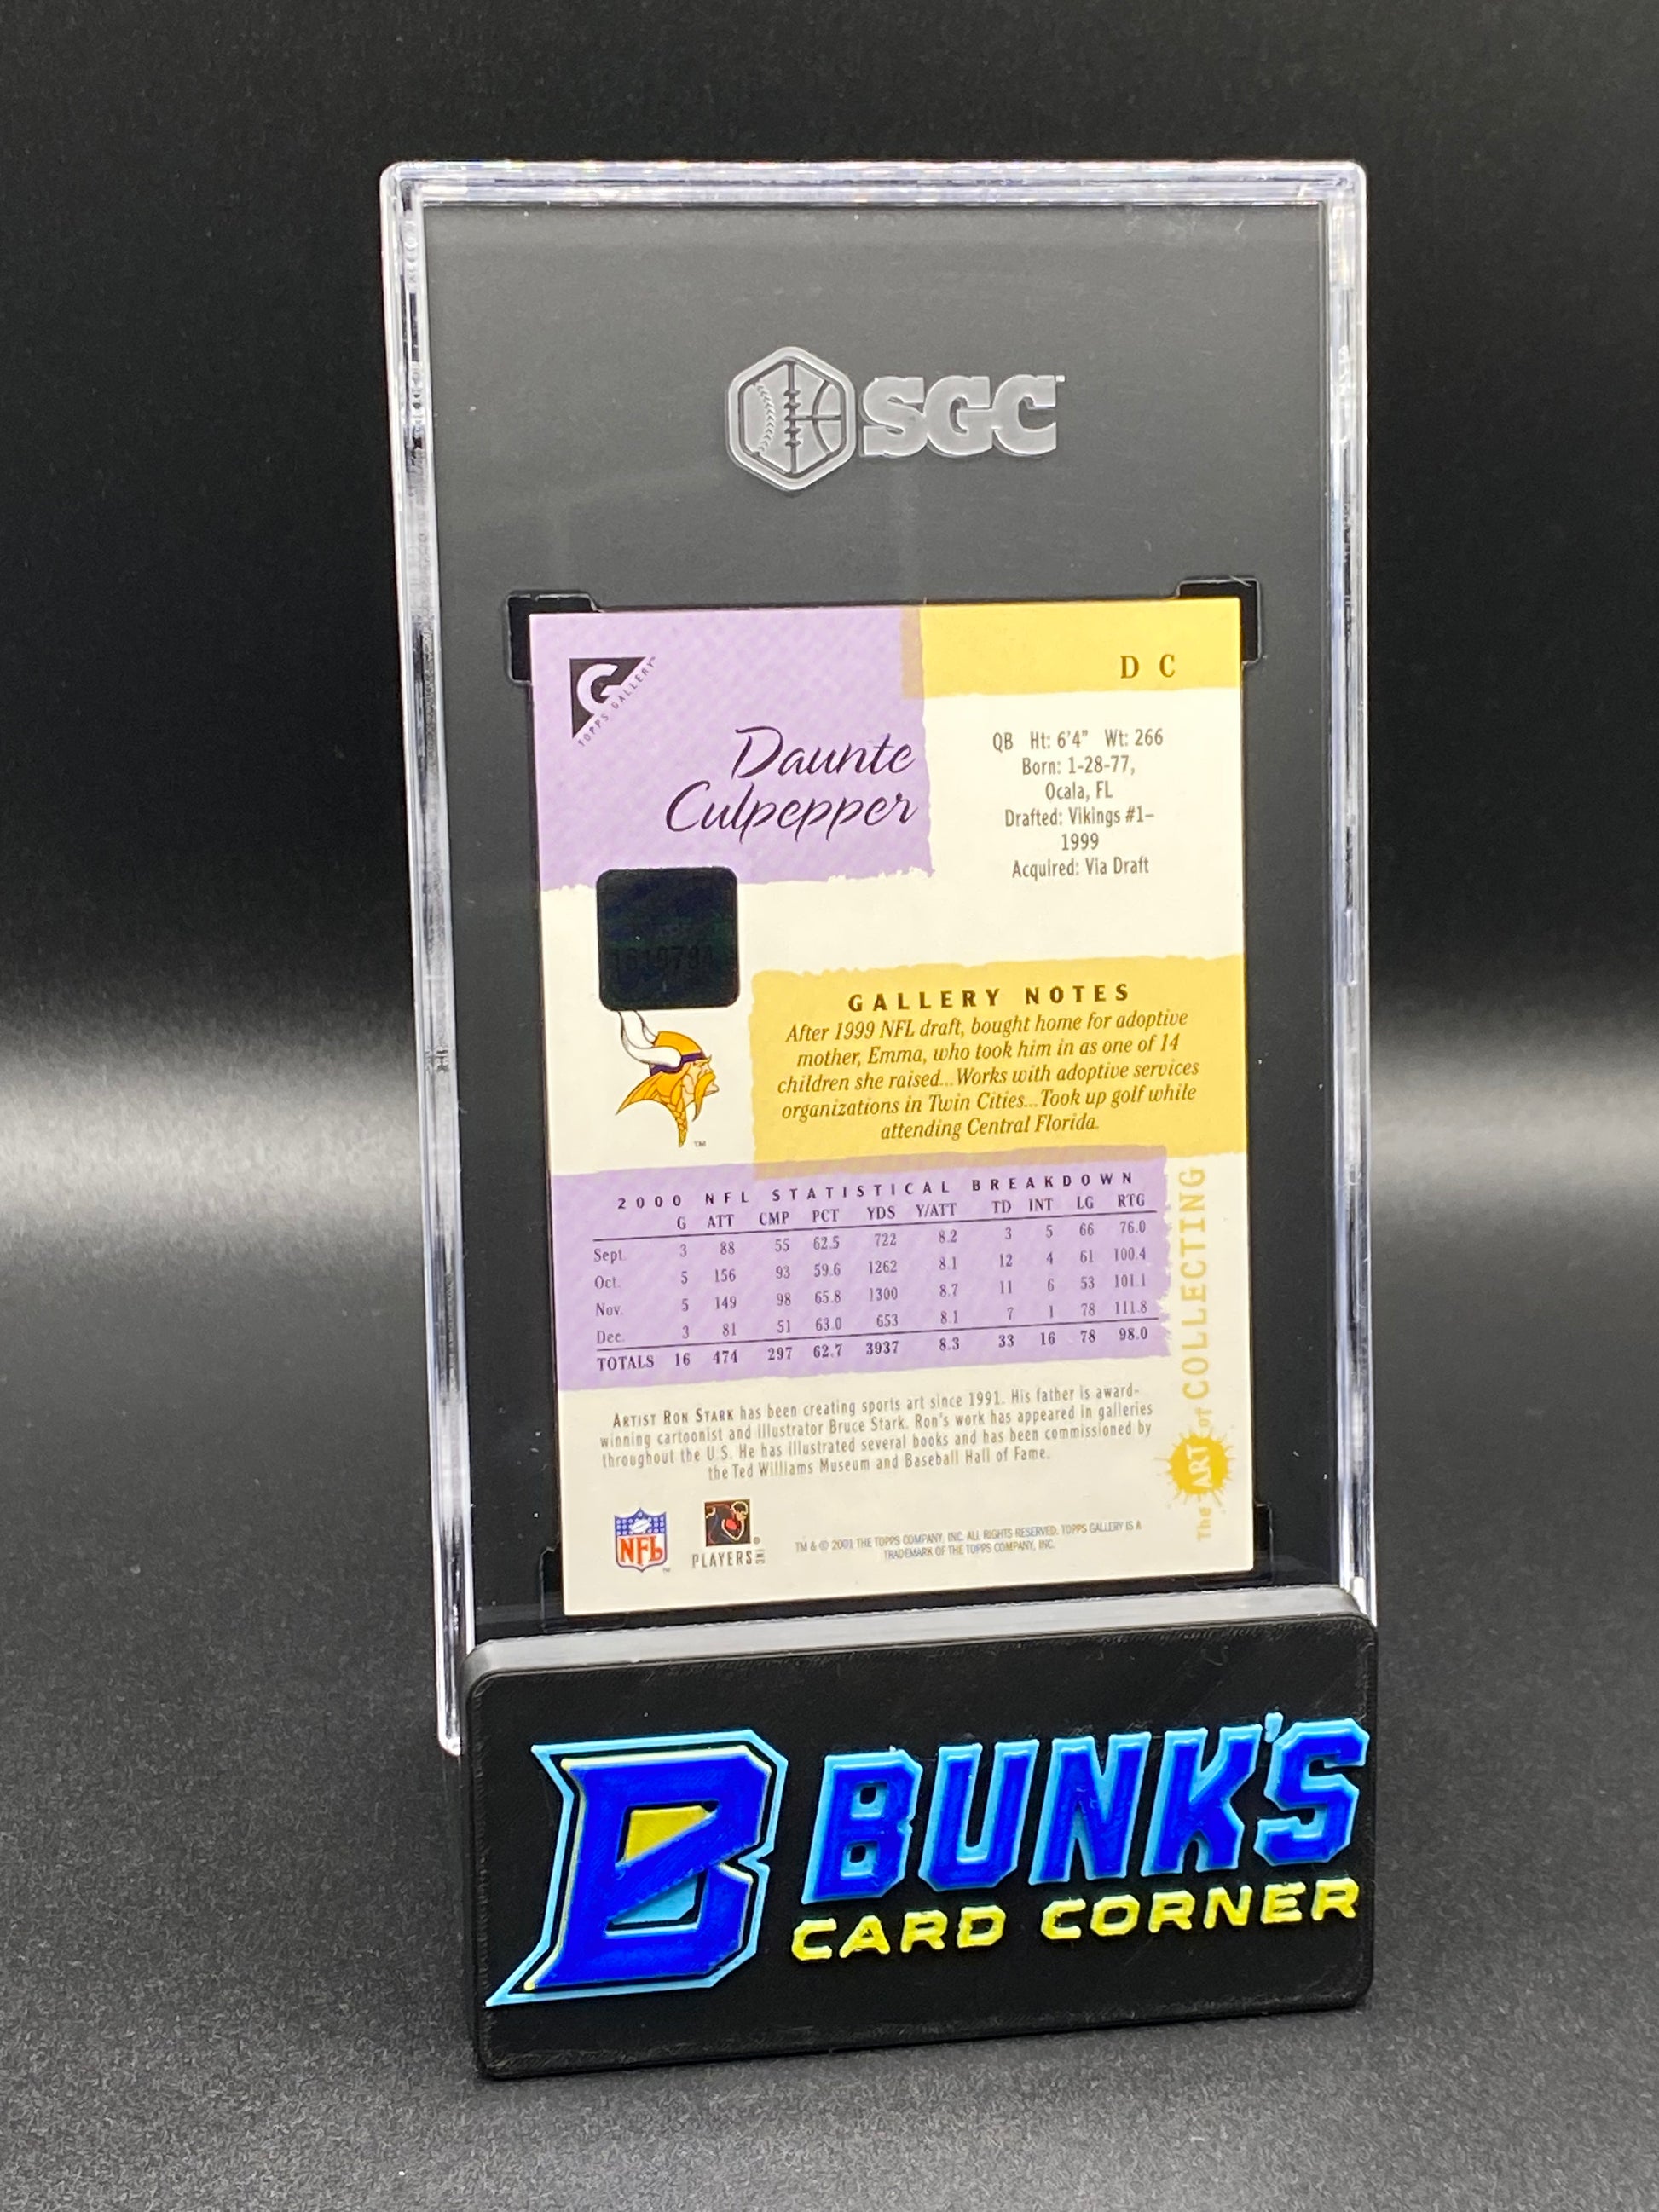 SGC
G
TOPPS GALLERY™
D C
Daunte
Culpepper
QB Ht: 6'4" Wt: 266
Born: 1-28-77,
Ocala, FL
Drafted: Vikings #1–
1999
Acquired: Via Draft
GALLERY NOTES
After 1999 NFL draft, bought home for adoptive
mother, Emma, who took him in as one of 14
children she raised...Works with adoptive services
organizations in Twin Cities...Took up golf while
attending Central Florida.
™
2000 NFL STATISTICAL BREAKDOWN
G ATT CMP PCT YDS Y/ATT TD INT LG RTG
Sept. 3 88 55 62.5 722 8.2 3 5 66 76.0
Oct. 5 156 93 59.6 1262 8.1 12 4 61 100.4
Nov. 5 149 98 65.8 1300 8.7 11 6 53 101.1
Dec. 3 81 51 63.0 653 8.1 7 1 78 111.8
TOTALS 16 474 297 62.7 3937 8.3 33 16 78 98.0
The ART of COLLECTING
ARTIST RON STARK has been creating sports art since 1991. His father is award-
winning cartoonist and illustrator Bruce Stark. Ron's work has appeared in galleries
throughout the U.S. He has illustrated several books and has been commissioned by
the Ted Williams Museum and Baseball Hall of Fame.
NFL
PLAYERS INC
TM & © 2001 THE TOPPS COMPANY, INC. ALL RIGHTS RESERVED. TOPPS GALLERY IS A
TRADEMARK OF THE TOPPS COMPANY, INC.
B BUNK'S
CARD CORNER